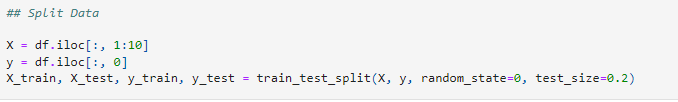 ## Split Data
X = df.iloc[:, 1:10]
y = df.iloc[:, 0]
X_train, X_test, y_train, y_test = train_test_split(X, y, random_state=0, test_size=0.2)